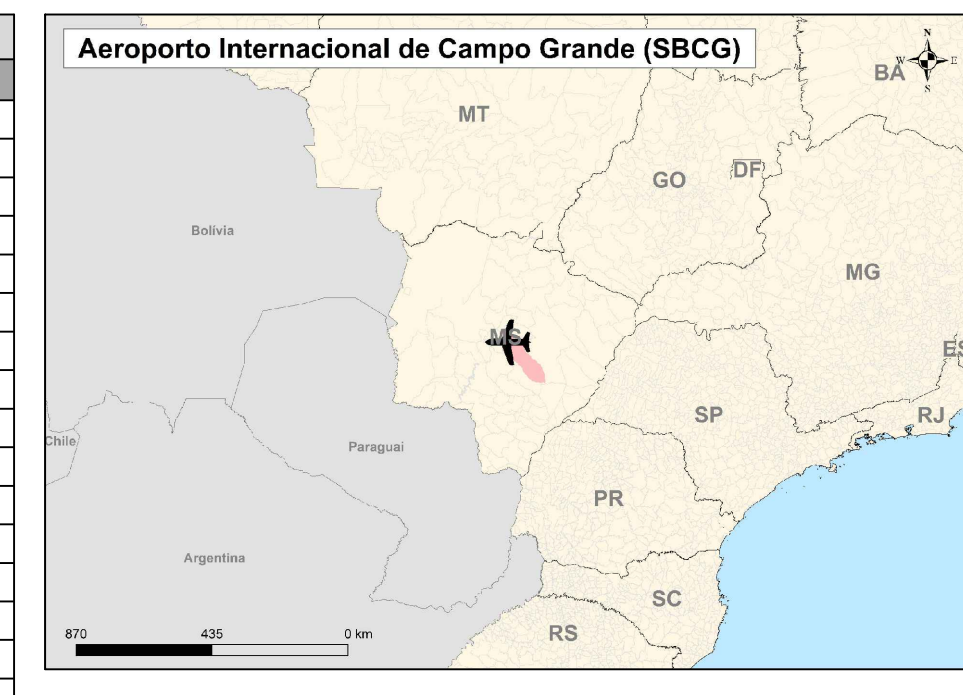 Aeroporto Internacional de Campo Grande (SBCG)
N
W
E
S
BA
MT
GO
DF
Bolívia
MG
MS
ES
SP
RJ
Chile
Paraguai
PR
Argentina
SC
RS
870
435
0 km